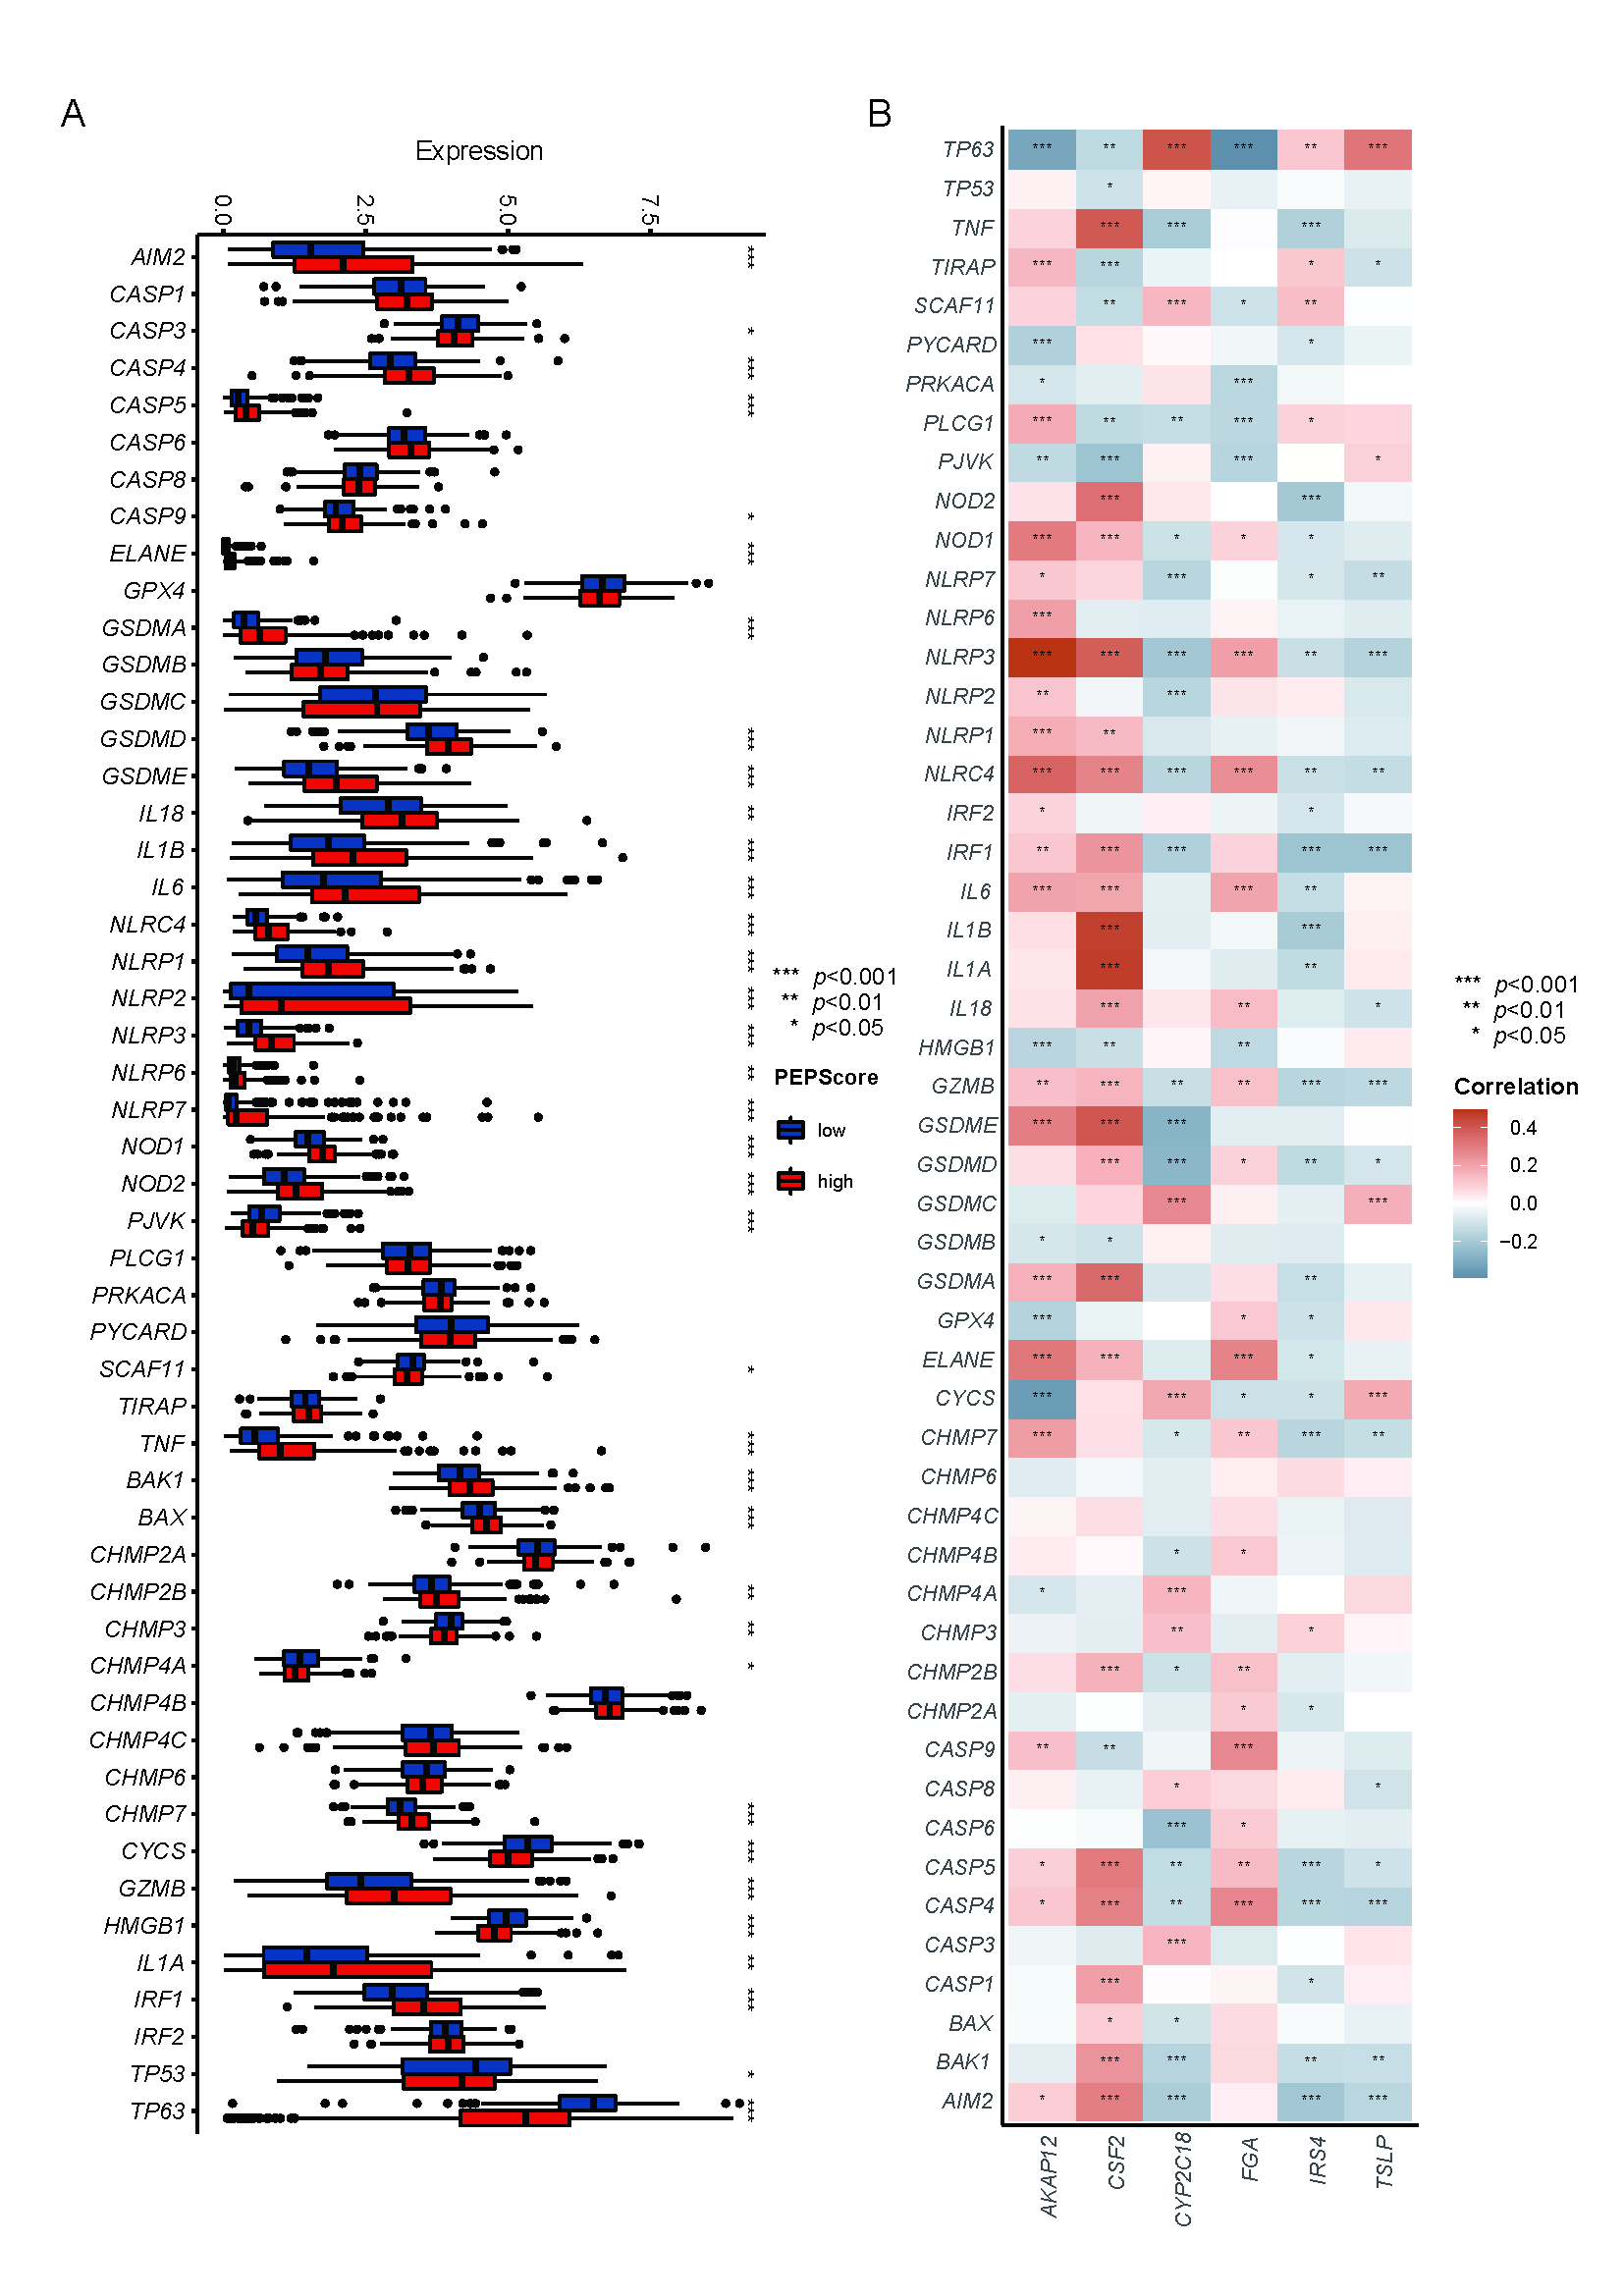 A
Expression
0.0 2.5 5.0 7.5
AIM2 ***
CASP1
CASP3 *
CASP4 ***
CASP5 ***
CASP6
CASP8
CASP9 *
ELANE ***
GPX4
GSDMA ***
GSDMB
GSDMC
GSDMD ***
GSDME ***
IL18 **
IL1B ***
IL6 ***
NLRC4 ***
NLRP1 ***
NLRP2 ***
NLRP3 ***
NLRP6 **
NLRP7 ***
NOD1 ***
NOD2 ***
PJVK ***
PLCG1
PRKACA
PYCARD
SCAF11 *
TIRAP
TNF ***
BAK1 ***
BAX ***
CHMP2A
CHMP2B **
CHMP3 **
CHMP4A *
CHMP4B
CHMP4C
CHMP6
CHMP7 ***
CYCS ***
GZMB ***
HMGB1 ***
IL1A **
IRF1 ***
IRF2
TP53 *
TP63 ***
*** p<0.001
** p<0.01
* p<0.05
PEPScore
low
high
B
TP63 *** ** *** *** ** ***
TP53 *
TNF *** *** ***
TIRAP *** *** * *
SCAF11 ** *** * **
PYCARD *** *
PRKACA * ***
PLCG1 *** ** ** *** *
PJVK ** *** *** *
NOD2 *** ***
NOD1 *** *** * * *
NLRP7 * *** * **
NLRP6 ***
NLRP3 *** *** *** *** ** ***
NLRP2 ** ***
NLRP1 *** **
NLRC4 *** *** *** *** ** **
IRF2 * *
IRF1 ** *** *** *** ***
IL6 *** *** *** **
IL1B *** ***
IL1A *** **
IL18 *** ** *
HMGB1 *** ** **
GZMB ** *** ** ** *** ***
GSDME *** *** ***
GSDMD *** *** * ** *
GSDMC *** ***
GSDMB * *
GSDMA *** *** **
GPX4 *** * *
ELANE *** *** *** *
CYCS *** *** * * ***
CHMP7 *** * ** *** **
CHMP6
CHMP4C
CHMP4B * *
CHMP4A * ***
CHMP3 ** *
CHMP2B *** * **
CHMP2A * *
CASP9 ** ** ***
CASP8 * *
CASP6 *** *
CASP5 * *** ** ** *** *
CASP4 * *** ** *** *** ***
CASP3 ***
CASP1 *** *
BAX * *
BAK1 *** *** ** **
AIM2 * *** *** *** ***
AKAP12 CSF2 CYP2C18 FGA IRS4 TSLP
*** p<0.001
** p<0.01
* p<0.05
Correlation
0.4
0.2
0.0
−0.2